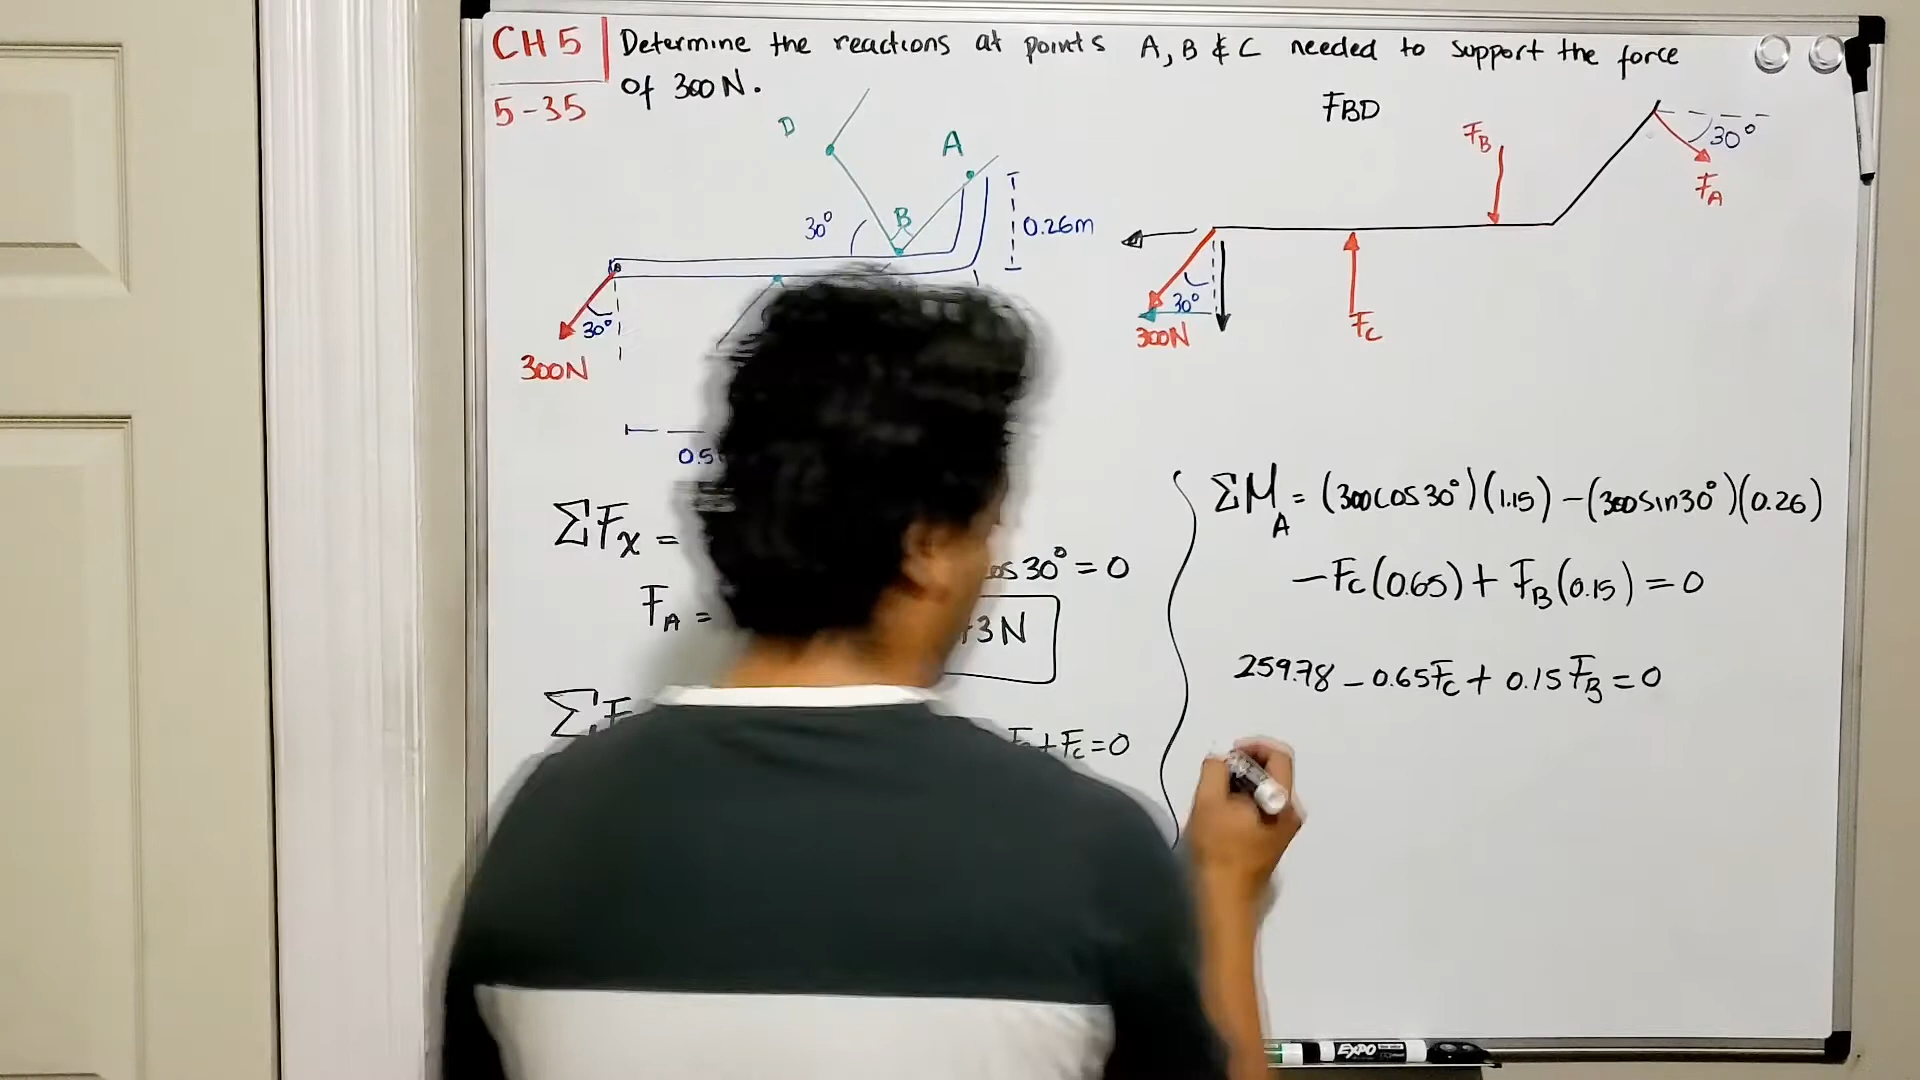 CH 5
5-35
Determine the reactions at points A, B & C needed to support the force
of 300 N.
FBD
D
A
B
30°
0.26m
30°
300N
0.5
F_B
30°
F_A
30°
300N
F_C
ΣF_x =
cos 30° = 0
F_A =
3 N
ΣF
+ F_C = 0
ΣM_A = (300cos30°)(1.15) - (300sin30°)(0.26)
- F_C (0.65) + F_B (0.15) = 0
259.78 - 0.65F_C + 0.15 F_B = 0
EXPO